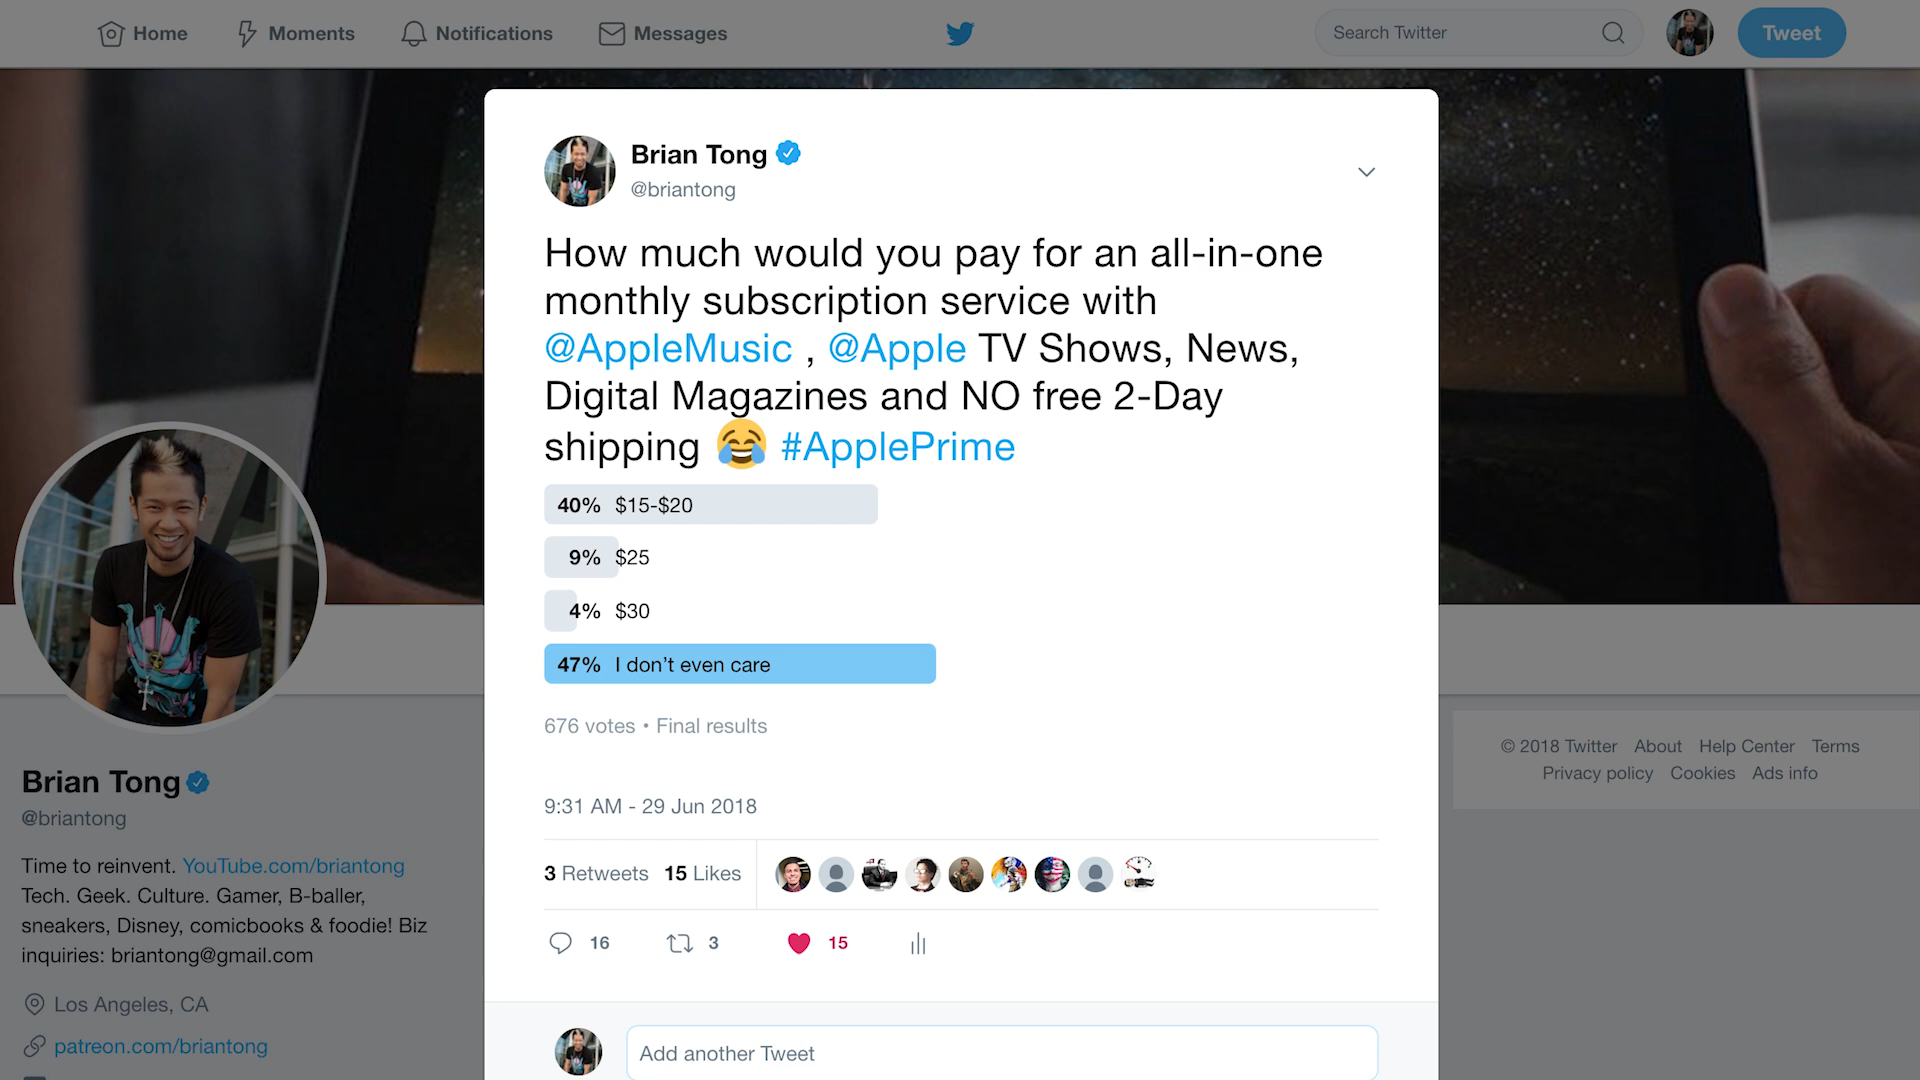 Home Moments Notifications Messages Search Twitter Tweet
Brian Tong
@briantong
How much would you pay for an all-in-one
monthly subscription service with
@AppleMusic , @Apple TV Shows, News,
Digital Magazines and NO free 2-Day
shipping 😂 #ApplePrime
40% $15-$20
9% $25
4% $30
47% I don’t even care
676 votes • Final results
9:31 AM - 29 Jun 2018
3 Retweets 15 Likes
16 3 15
Add another Tweet
Brian Tong
@briantong
Time to reinvent. YouTube.com/briantong
Tech. Geek. Culture. Gamer, B-baller,
sneakers, Disney, comicbooks & foodie! Biz
inquiries: briantong@gmail.com
Los Angeles, CA
patreon.com/briantong
© 2018 Twitter About Help Center Terms
Privacy policy Cookies Ads info